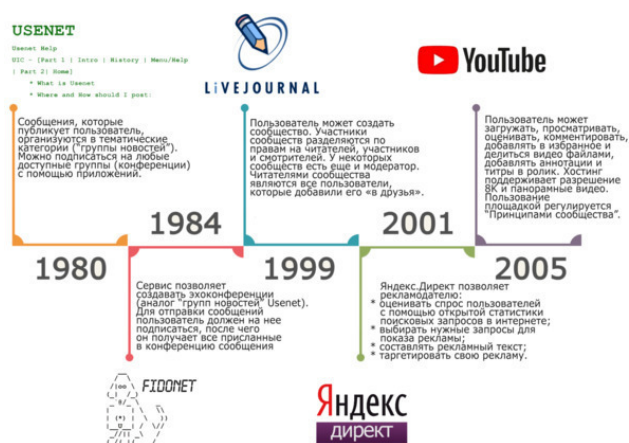 USENET
Usenet Help
UIC - [Part 1 | Intro | History | Menu/Help
| Part 2| Home]
* What is Usenet
* Where and How should I post:
LiVEJOURNAL
YouTube
Сообщения, которые
публикует пользователь,
организуются в тематические
категории ("группы новостей").
Можно подписаться на любые
доступные группы (конференции)
с помощью приложений.
Пользователь может создать
сообщество. Участники
сообществ разделяются по
правам на читателей, участников
и смотрителей. У некоторых
сообществ есть еще и модератор.
Читателями сообщества
являются все пользователи,
которые добавили его «в друзья».
Пользователь может
загружать, просматривать,
оценивать, комментировать,
добавлять в избранное и
делиться видео файлами,
добавлять аннотации и
титры в ролик. Хостинг
поддерживает разрешение
8К и панорамные видео.
Пользование
площадкой регулируется
"Принципами сообщества".
1984
2001
1980
1999
2005
Сервис позволяет
создавать эхоконференции
(аналог "групп новостей" Usenet).
Для отправки сообщений
пользователь должен на нее
подписаться, после чего
он получает все присланные
в конференцию сообщения
Яндекс.Директ позволяет
рекламодателю:
* оценивать спрос пользователей
с помощью открытой статистики
поисковых запросов в интернете;
* выбирать нужные запросы для
показа рекламы;
* составлять рекламный текст;
* таргетировать свою рекламу.
FIDONET
Яндекс
директ